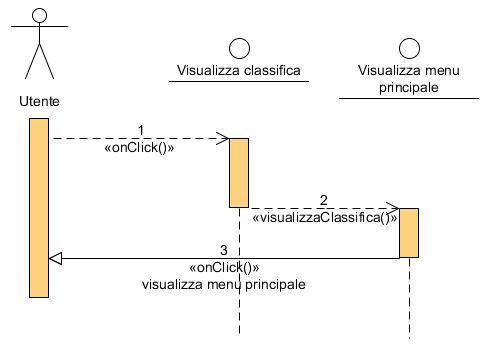 Visualizza classifica
Visualizza menu
principale
Utente
1
«onClick()»
2
«visualizzaClassifica()»
3
«onClick()»
visualizza menu principale